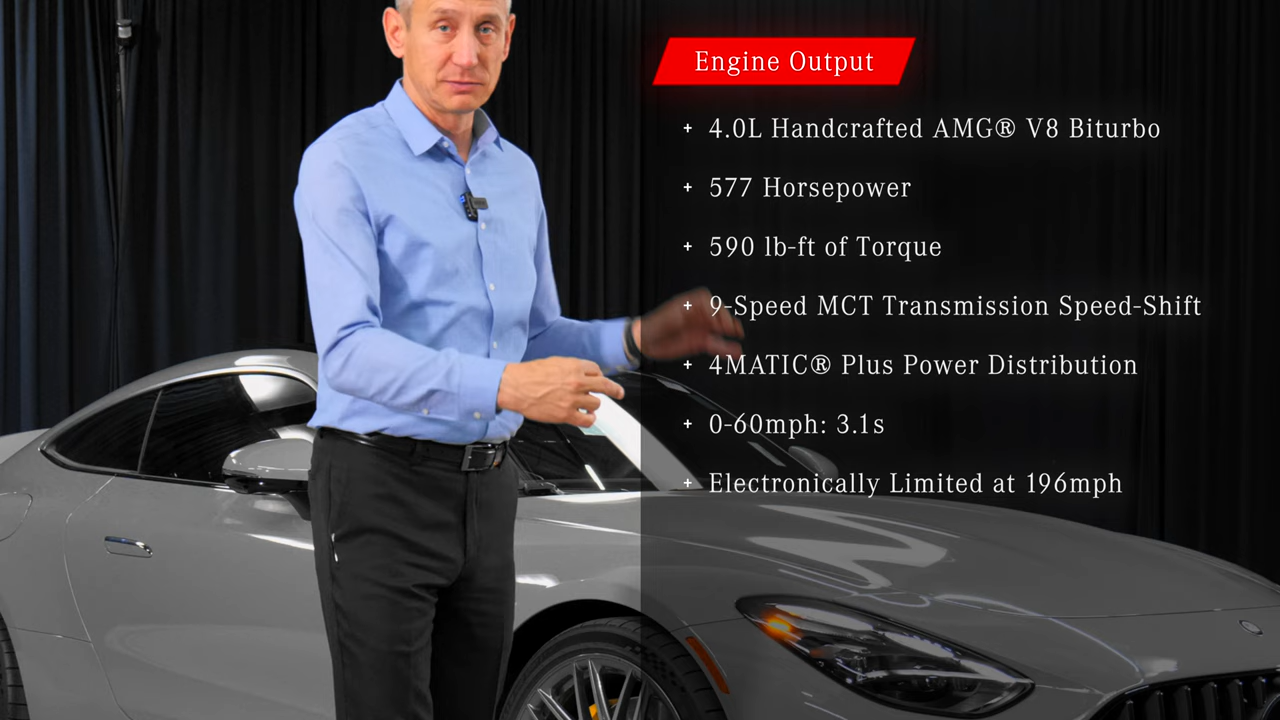 Engine Output
+ 4.0L Handcrafted AMG® V8 Biturbo
+ 577 Horsepower
+ 590 lb-ft of Torque
+ 9-Speed MCT Transmission Speed-Shift
+ 4MATIC® Plus Power Distribution
+ 0-60mph: 3.1s
+ Electronically Limited at 196mph